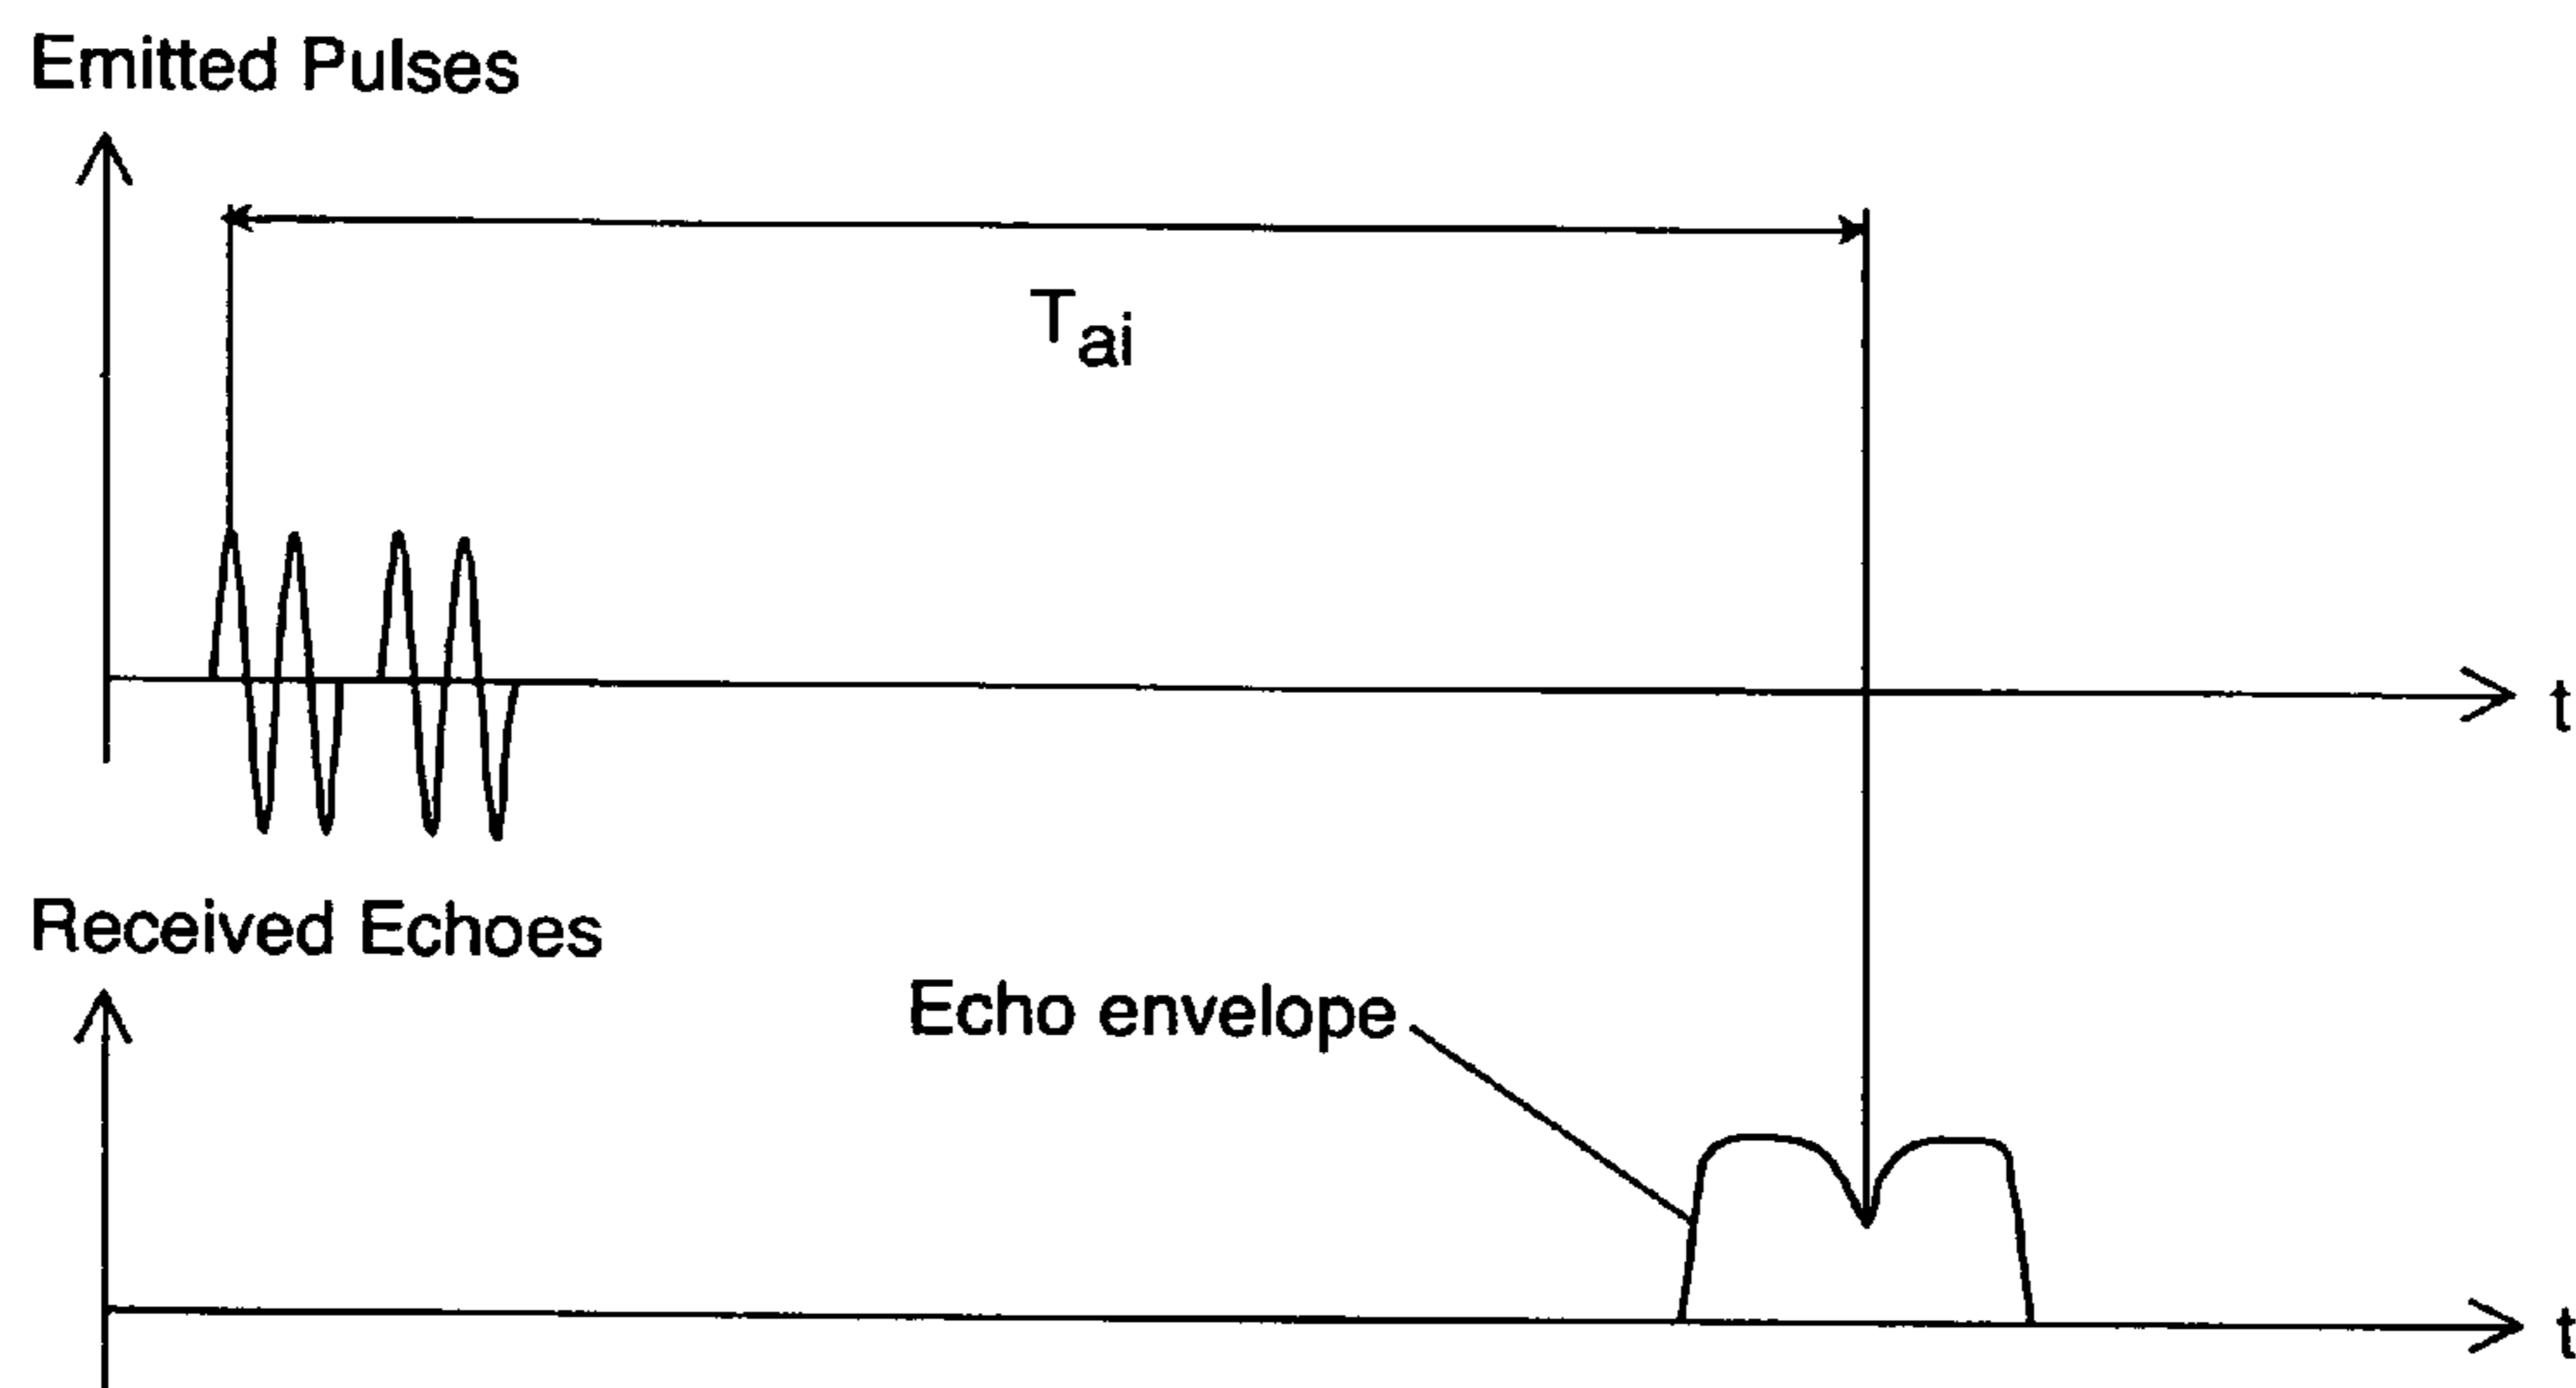 Emitted Pulses
Tai
t
Received Echoes
Echo envelope
t